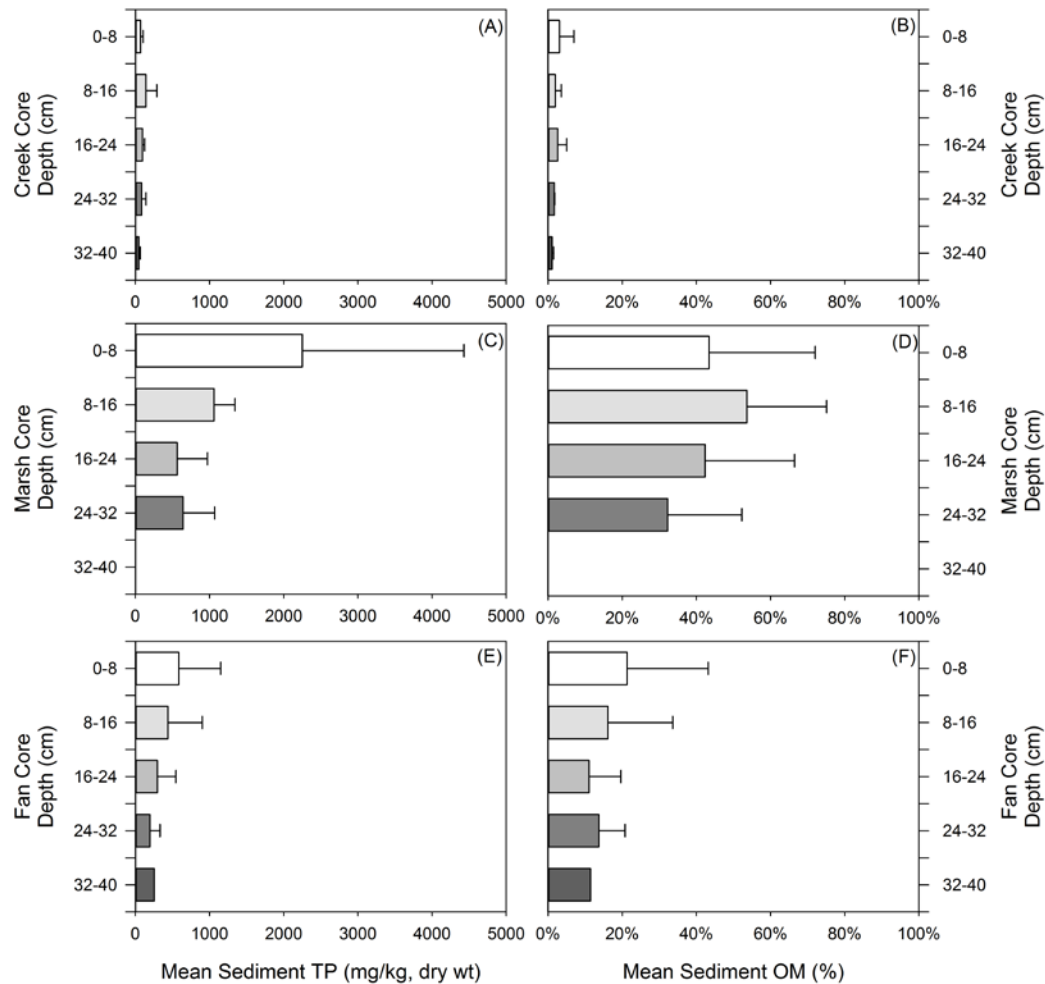 (A)
Creek Core
Depth (cm)
0-8
8-16
16-24
24-32
32-40
0 1000 2000 3000 4000 5000
(B)
0-8
8-16
16-24
24-32
32-40
Creek Core
Depth (cm)
0% 20% 40% 60% 80% 100%
(C)
Marsh Core
Depth (cm)
0-8
8-16
16-24
24-32
32-40
0 1000 2000 3000 4000 5000
(D)
0-8
8-16
16-24
24-32
32-40
Marsh Core
Depth (cm)
0% 20% 40% 60% 80% 100%
(E)
Fan Core
Depth (cm)
0-8
8-16
16-24
24-32
32-40
0 1000 2000 3000 4000 5000
Mean Sediment TP (mg/kg, dry wt)
(F)
0-8
8-16
16-24
24-32
32-40
Fan Core
Depth (cm)
0% 20% 40% 60% 80% 100%
Mean Sediment OM (%)